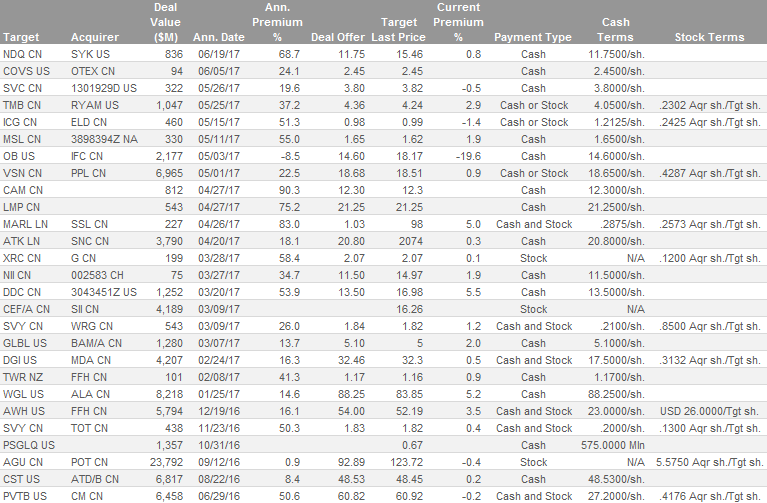 Deal Ann. Target Current
Value Premium Premium Cash
Target Acquirer ($M) Ann. Date % Deal Offer Last Price % Payment Type Terms Stock Terms
NDQ CN SYK US 836 06/19/17 68.7 11.75 15.46 0.8 Cash 11.7500/sh.
COVS US OTEX CN 94 06/05/17 24.1 2.45 2.45 Cash 2.4500/sh.
SVC CN 1301929D US 322 05/26/17 19.6 3.80 3.82 -0.5 Cash 3.8000/sh.
TMB CN RYAM US 1,047 05/25/17 37.2 4.36 4.24 2.9 Cash or Stock 4.0500/sh. .2302 Aqr sh./Tgt sh.
ICG CN ELD CN 460 05/15/17 51.3 0.98 0.99 -1.4 Cash or Stock 1.2125/sh. .2425 Aqr sh./Tgt sh.
MSL CN 3898394Z NA 330 05/11/17 55.0 1.65 1.62 1.9 Cash 1.6500/sh.
OB US IFC CN 2,177 05/03/17 -8.5 14.60 18.17 -19.6 Cash 14.6000/sh.
VSN CN PPL CN 6,965 05/01/17 22.5 18.68 18.51 0.9 Cash or Stock 18.6500/sh. .4287 Aqr sh./Tgt sh.
CAM CN 812 04/27/17 90.3 12.30 12.3 Cash 12.3000/sh.
LMP CN 543 04/27/17 75.2 21.25 21.25 Cash 21.2500/sh.
MARL LN SSL CN 227 04/26/17 83.0 1.03 98 5.0 Cash and Stock .2875/sh. .2573 Aqr sh./Tgt sh.
ATK LN SNC CN 3,790 04/20/17 18.1 20.80 2074 0.3 Cash 20.8000/sh.
XRC CN G CN 199 03/28/17 58.4 2.07 2.07 0.1 Stock N/A .1200 Aqr sh./Tgt sh.
NII CN 002583 CH 75 03/27/17 34.7 11.50 14.97 1.9 Cash 11.5000/sh.
DDC CN 3043451Z US 1,252 03/20/17 53.9 13.50 16.98 5.5 Cash 13.5000/sh.
CEF/A CN SII CN 4,189 03/09/17 16.26 Stock N/A
SVY CN WRG CN 543 03/09/17 26.0 1.84 1.82 1.2 Cash and Stock .2100/sh. .8500 Aqr sh./Tgt sh.
GLBL US BAM/A CN 1,280 03/07/17 13.7 5.10 5 2.0 Cash 5.1000/sh.
DGI US MDA CN 4,207 02/24/17 16.3 32.46 32.3 0.5 Cash and Stock 17.5000/sh. .3132 Aqr sh./Tgt sh.
TWR NZ FFH CN 101 02/08/17 41.3 1.17 1.16 0.9 Cash 1.1700/sh.
WGL US ALA CN 8,218 01/25/17 14.6 88.25 83.85 5.2 Cash 88.2500/sh.
AWH US FFH CN 5,794 12/19/16 16.1 54.00 52.19 3.5 Cash and Stock 23.0000/sh. USD 26.0000/Tgt sh.
SVY CN TOT CN 438 11/23/16 50.3 1.83 1.82 0.4 Cash and Stock .2000/sh. .1300 Aqr sh./Tgt sh.
PSGLQ US 1,357 10/31/16 0.67 Cash 575.0000 Mln
AGU CN POT CN 23,792 09/12/16 0.9 92.89 123.72 -0.4 Stock N/A 5.5750 Aqr sh./Tgt sh.
CST US ATD/B CN 6,817 08/22/16 8.4 48.53 48.45 0.2 Cash 48.5300/sh.
PVTB US CM CN 6,458 06/29/16 50.6 60.82 60.92 -0.2 Cash and Stock 27.2000/sh. .4176 Aqr sh./Tgt sh.